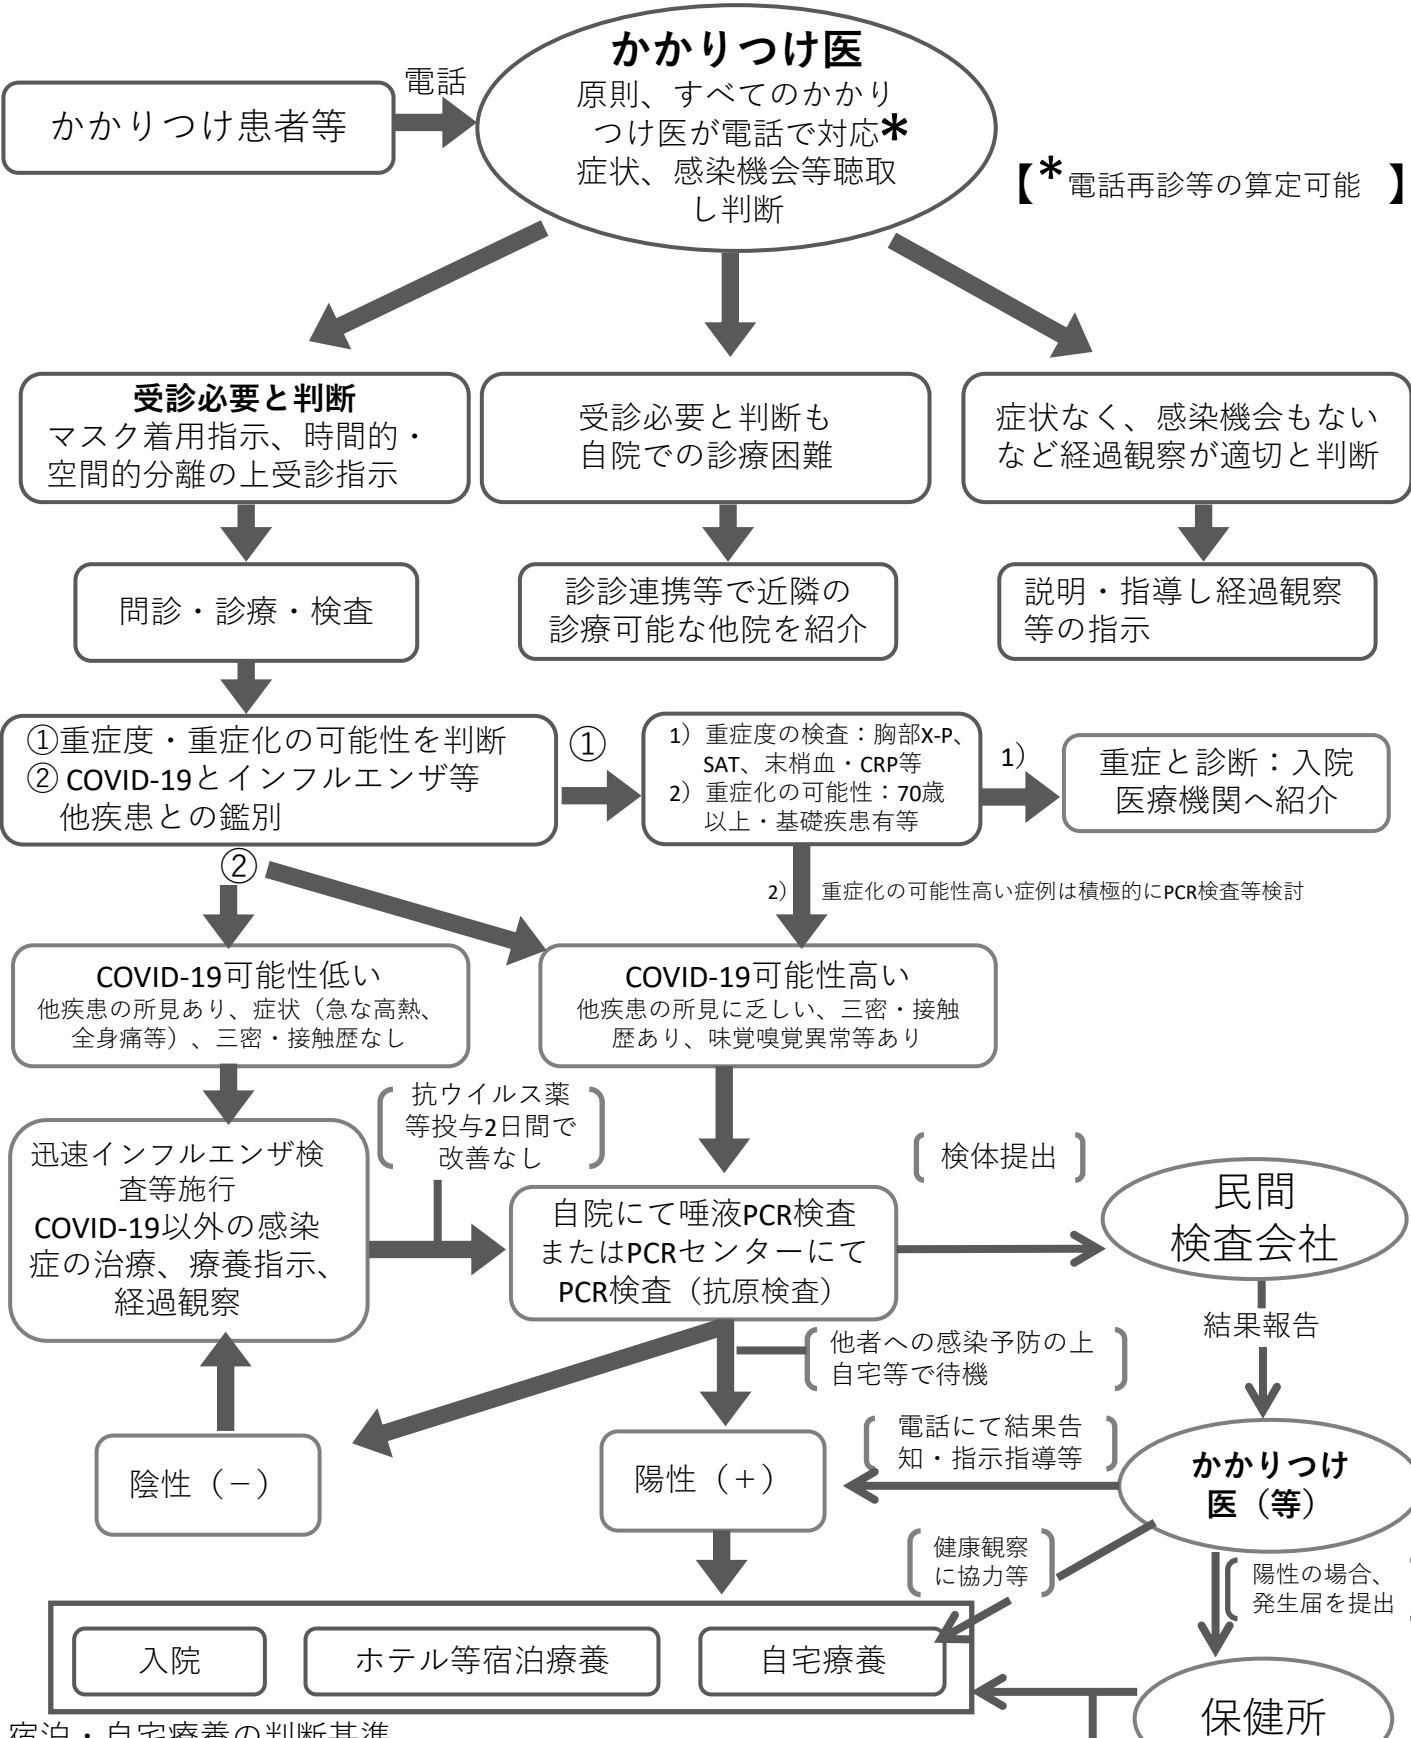 かかりつけ医
原則、すべてのかかり
つけ医が電話で対応*
症状、感染機会等聴取
し判断
電話
かかりつけ患者等
【*電話再診等の算定可能 】
受診必要と判断
マスク着用指示、時間的・
空間的分離の上受診指示
受診必要と判断も
自院での診療困難
症状なく、感染機会もない
など経過観察が適切と判断
問診・診療・検査
診診連携等で近隣の
診療可能な他院を紹介
説明・指導し経過観察
等の指示
①重症度・重症化の可能性を判断
② COVID-19とインフルエンザ等
他疾患との鑑別
①
1）重症度の検査：胸部X-P、
SAT、末梢血・CRP等
2）重症化の可能性：70歳
以上・基礎疾患有等
1）
重症と診断：入院
医療機関へ紹介
②
2） 重症化の可能性高い症例は積極的にPCR検査等検討
COVID-19可能性低い
他疾患の所見あり、症状（急な高熱、
全身痛等）、三密・接触歴なし
COVID-19可能性高い
他疾患の所見に乏しい、三密・接触
歴あり、味覚嗅覚異常等あり
抗ウイルス薬
等投与2日間で
改善なし
迅速インフルエンザ検
査等施行
COVID-19以外の感染
症の治療、療養指示、
経過観察
自院にて唾液PCR検査
またはPCRセンターにて
PCR検査（抗原検査）
検体提出
民間
検査会社
結果報告
他者への感染予防の上
自宅等で待機
電話にて結果告
知・指示指導等
かかりつけ
医（等）
陰性（－）
陽性（＋）
健康観察
に協力等
陽性の場合、
発生届を提出
入院
ホテル等宿泊療養
自宅療養
保健所
宿泊・自宅療養の判断基準